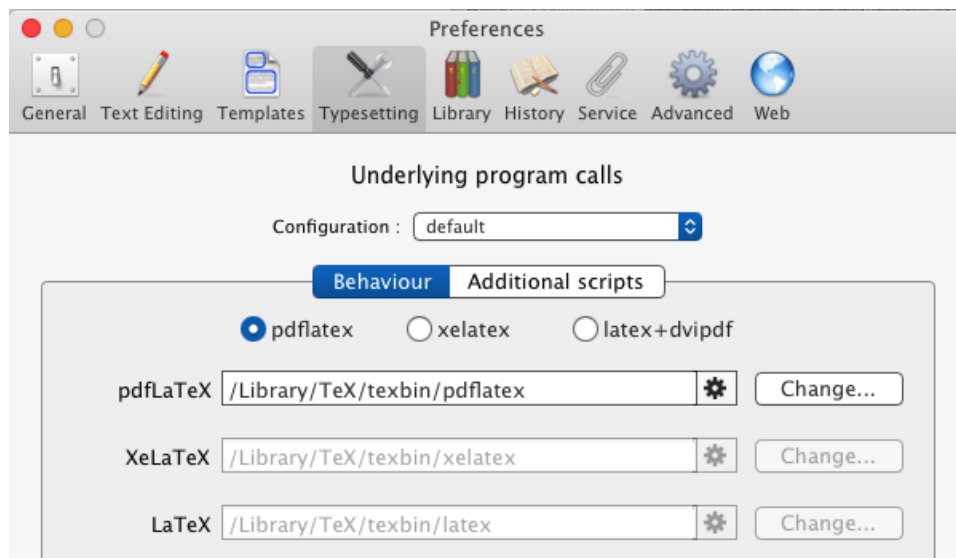 Preferences
General Text Editing Templates Typesetting Library History Service Advanced Web
Underlying program calls
Configuration : default
Behaviour Additional scripts
pdflatex xelatex latex+dvipdf
pdfLaTeX /Library/TeX/texbin/pdflatex Change...
XeLaTeX /Library/TeX/texbin/xelatex Change...
LaTeX /Library/TeX/texbin/latex Change...